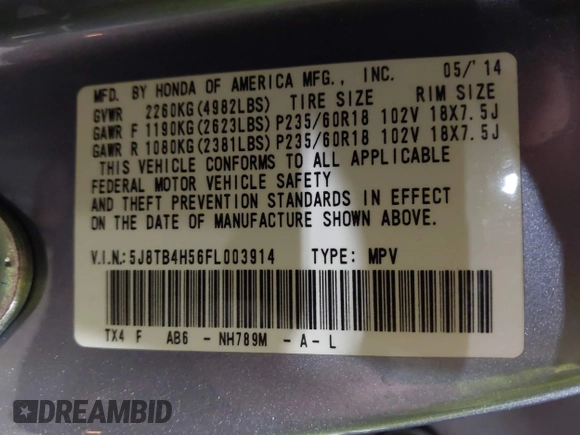 MFD. BY HONDA OF AMERICA MFG., INC. 05/'14
GVWR 2260KG(4982LBS) TIRE SIZE RIM SIZE
GAWR F 1190KG(2623LBS) P235/60R18 102V 18X7.5J
GAWR R 1080KG(2381LBS) P235/60R18 102V 18X7.5J
THIS VEHICLE CONFORMS TO ALL APPLICABLE
FEDERAL MOTOR VEHICLE SAFETY
AND THEFT PREVENTION STANDARDS IN EFFECT
ON THE DATE OF MANUFACTURE SHOWN ABOVE.
V.I.N.: 5J8TB4H56FL003914 TYPE: MPV
TX4 F AB6 - NH789M - A - L
DREAMBID